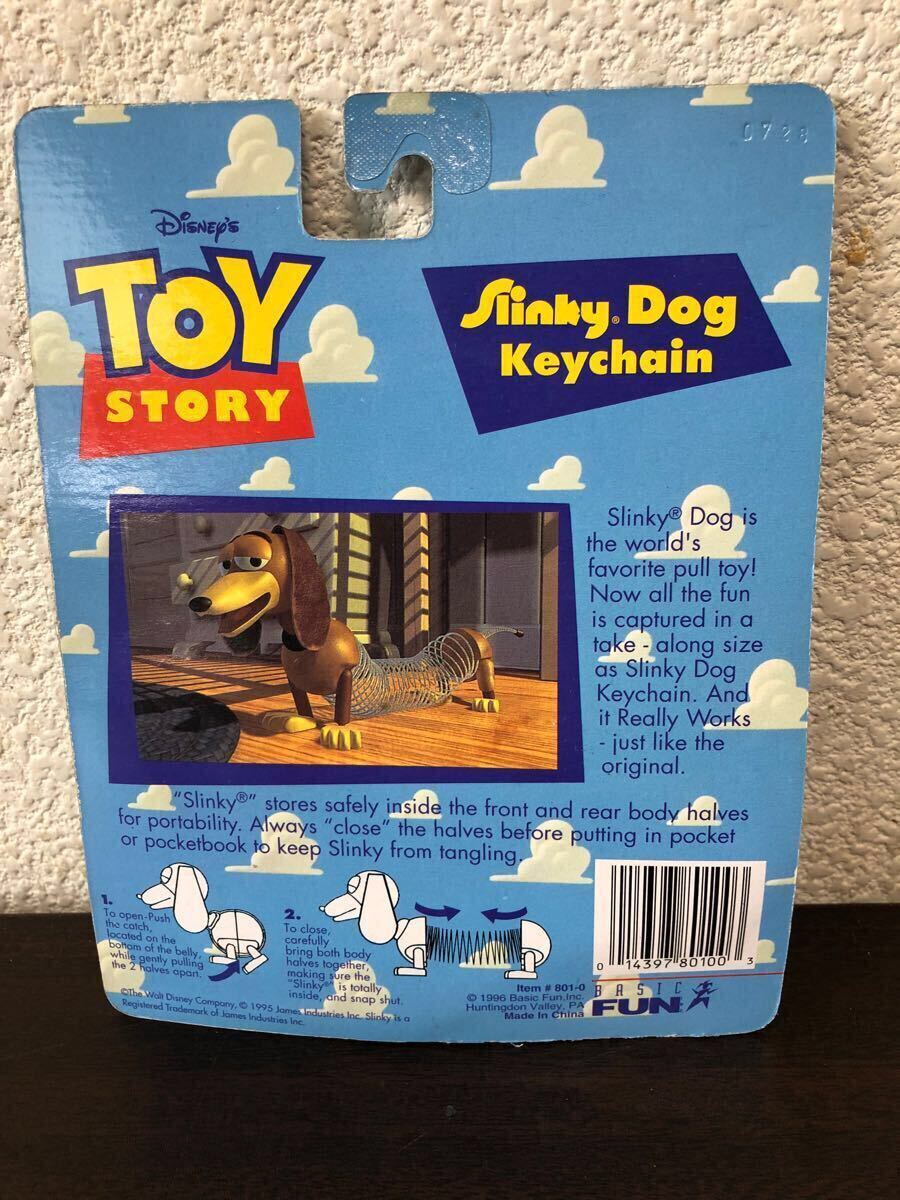 0728
Disney's
TOY
STORY
Slinky® Dog
Keychain
Slinky® Dog is
the world's
favorite pull toy!
Now all the fun
is captured in a
take - along size
as Slinky Dog
Keychain. And
it Really Works
- just like the
original.
"Slinky®" stores safely inside the front and rear body halves
for portability. Always "close" the halves before putting in pocket
or pocketbook to keep Slinky from tangling.
1.
To open-Push
the catch,
located on the
bottom of the belly,
while gently pulling
the 2 halves apart.
2.
To close,
carefully
bring both body
halves together,
making sure the
"Slinky®" is totally
inside, and snap shut.
0 14397 80100 3
©The Walt Disney Company, © 1995 James Industries Inc. Slinky is a
Registered Trademark of James Industries Inc.
Item # 801-0
© 1996 Basic Fun,Inc.
Huntingdon Valley, PA
Made in China
BASIC
FUN